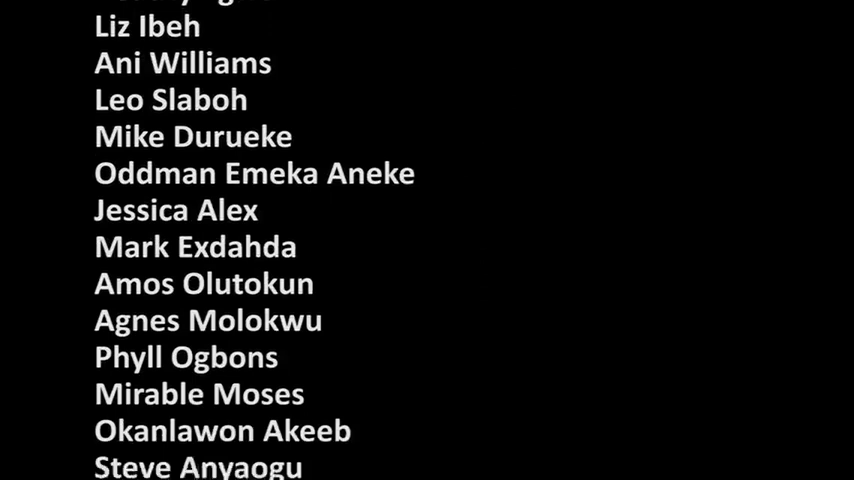 Liz Ibeh
Ani Williams
Leo Slaboh
Mike Durueke
Oddman Emeka Aneke
Jessica Alex
Mark Exdahda
Amos Olutokun
Agnes Molokwu
Phyll Ogbons
Mirable Moses
Okanlawon Akeeb
Steve Anyaogu